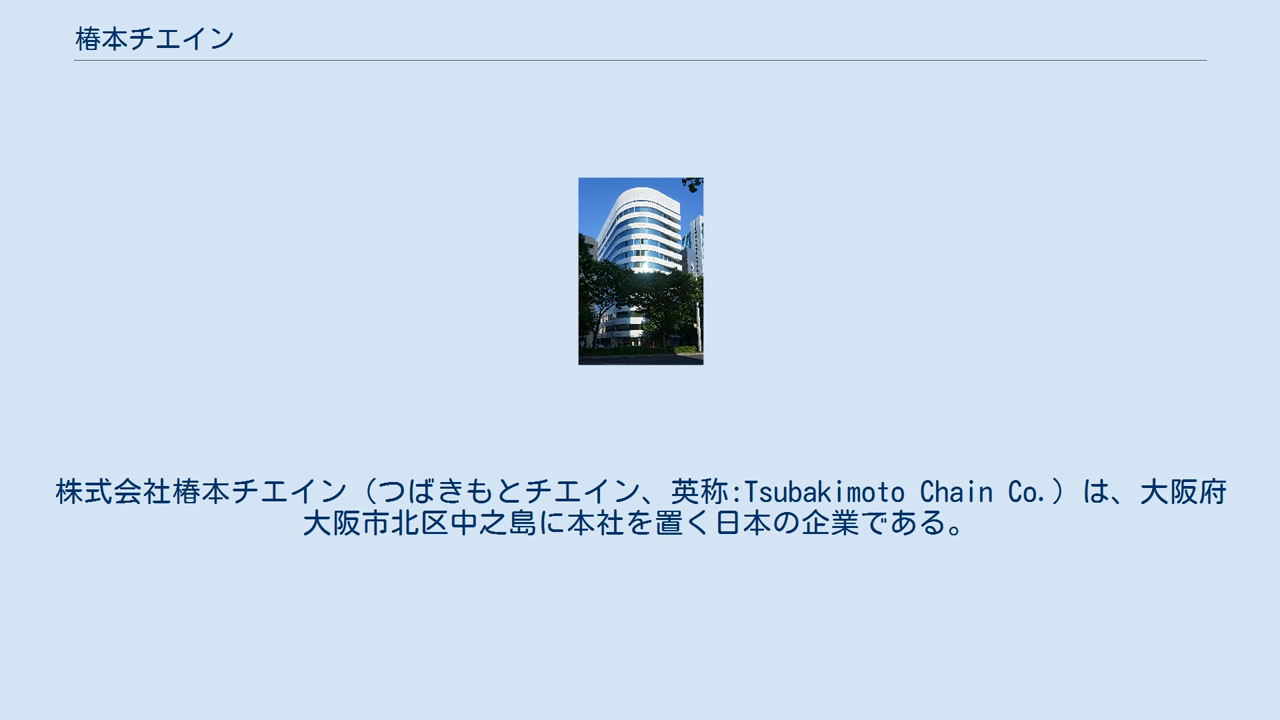 椿本チエイン
株式会社椿本チエイン（つばきもとチエイン、英称:Tsubakimoto Chain Co.）は、大阪府
大阪市北区中之島に本社を置く日本の企業である。